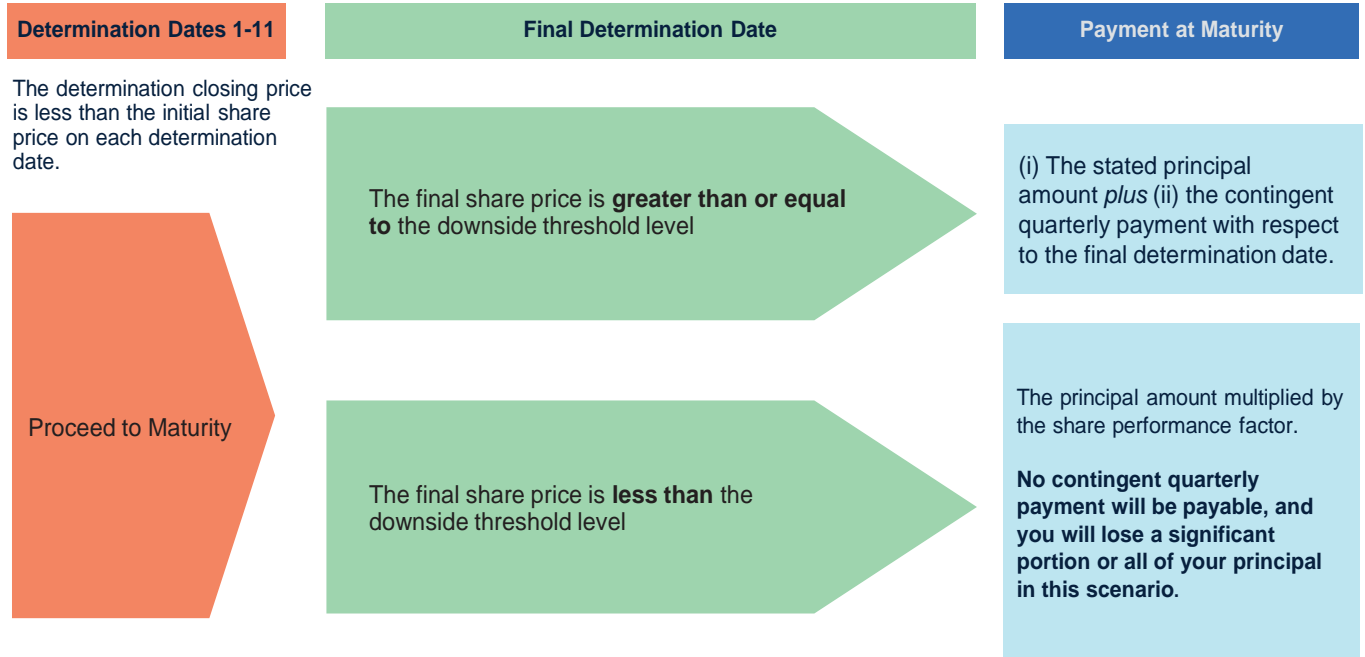 Determination Dates 1-11
Final Determination Date
Payment at Maturity
The determination closing price
is less than the initial share
price on each determination
date.
Proceed to Maturity
The final share price is greater than or equal
to the downside threshold level
(i) The stated principal
amount plus (ii) the contingent
quarterly payment with respect
to the final determination date.
The final share price is less than the
downside threshold level
The principal amount multiplied by
the share performance factor.
No contingent quarterly
payment will be payable, and
you will lose a significant
portion or all of your principal
in this scenario.